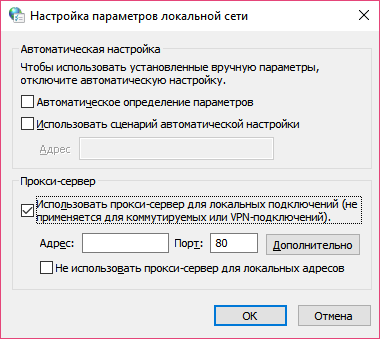 Настройка параметров локальной сети
Автоматическая настройка
Чтобы использовать установленные вручную параметры,
отключите автоматическую настройку.
Автоматическое определение параметров
Использовать сценарий автоматической настройки
Адрес
Прокси-сервер
Использовать прокси-сервер для локальных подключений (не
применяется для коммутируемых или VPN-подключений).
Адрес: Порт: 80 Дополнительно
Не использовать прокси-сервер для локальных адресов
OK Отмена